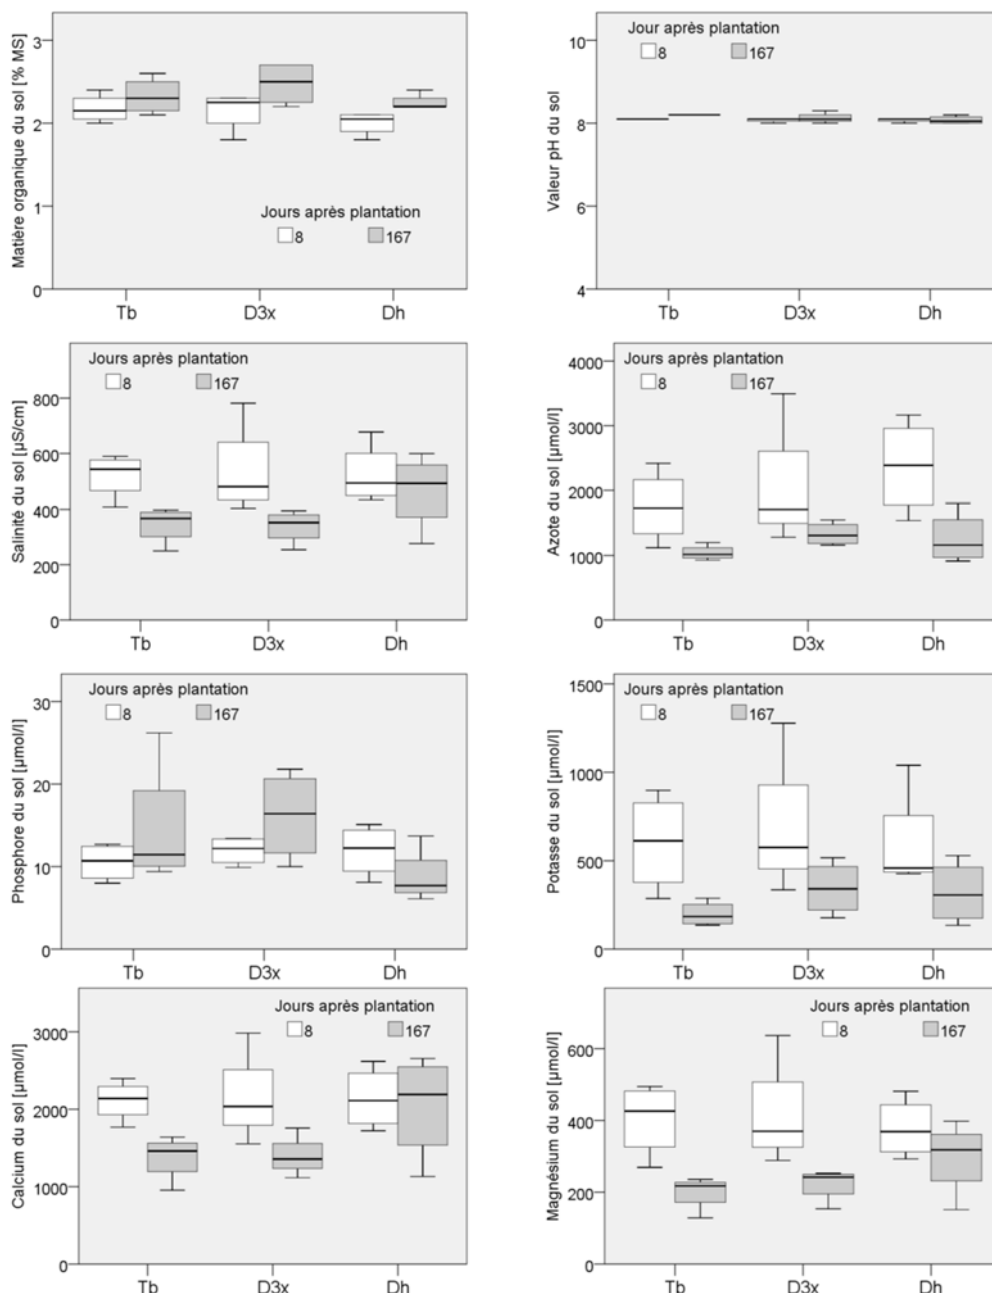 Matière organique du sol [% MS]
3
2
1
0
Jours après plantation
8 167
Tb D3x Dh
Valeur pH du sol
10
8
6
4
Jour après plantation
8 167
Tb D3x Dh
Salinité du sol [µS/cm]
800
600
400
200
0
Jours après plantation
8 167
Tb D3x Dh
Azote du sol [µmol/l]
4000
3000
2000
1000
0
Jours après plantation
8 167
Tb D3x Dh
Phosphore du sol [µmol/l]
30
20
10
0
Jours après plantation
8 167
Tb D3x Dh
Potasse du sol [µmol/l]
1500
1000
500
0
Jours après plantation
8 167
Tb D3x Dh
Calcium du sol [µmol/l]
3000
2000
1000
0
Jours après plantation
8 167
Tb D3x Dh
Magnésium du sol [µmol/l]
600
400
200
0
Jours après plantation
8 167
Tb D3x Dh